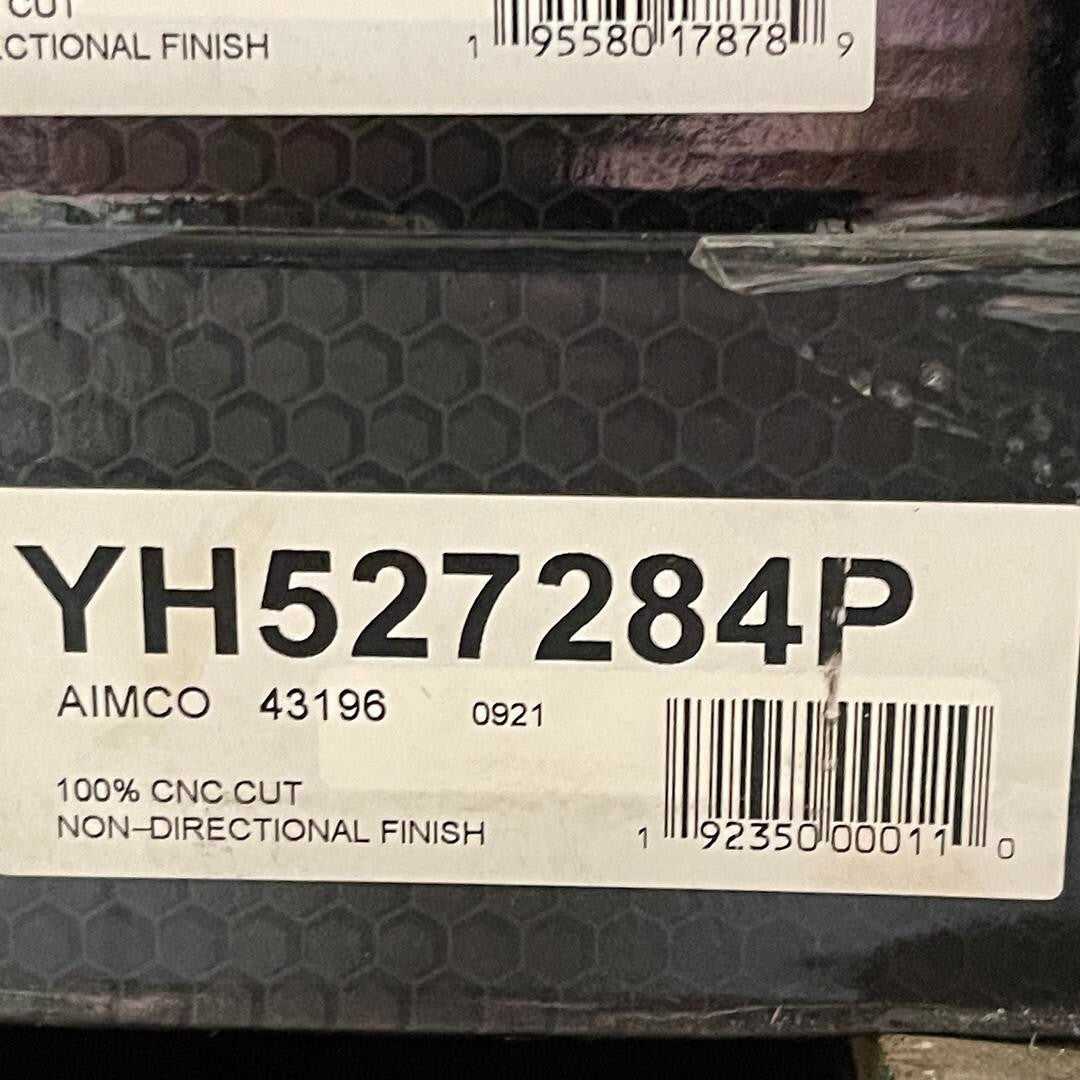 CUT
CTIONAL FINISH
1 95580 17878 9
YH527284P
AIMCO 43196 0921
100% CNC CUT
NON-DIRECTIONAL FINISH
1 92350 00011 0